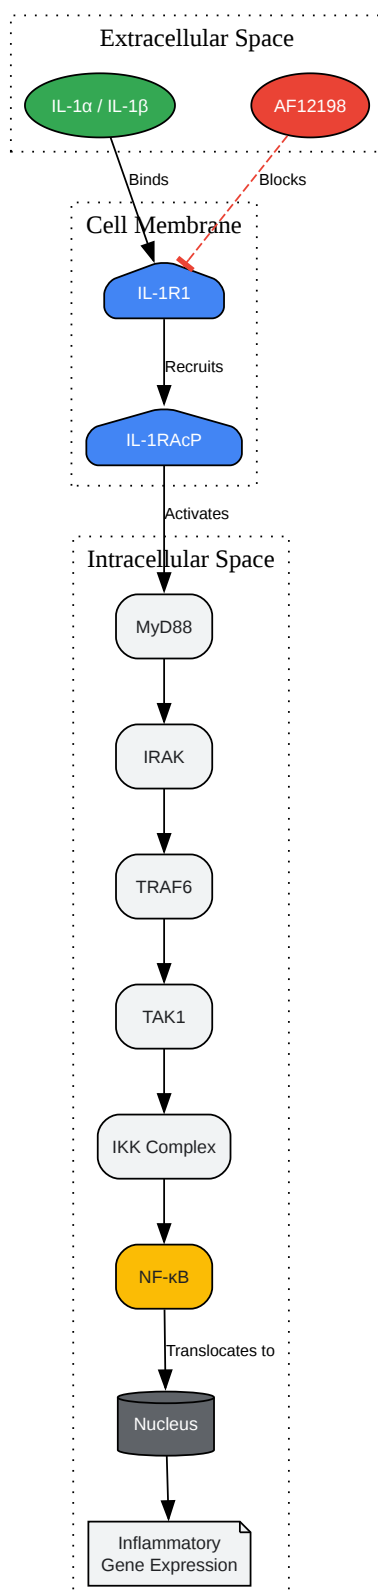 Extracellular Space
IL-1α / IL-1β
AF12198
Binds
Blocks
Cell Membrane
IL-1R1
Recruits
IL-1RAcP
Activates
Intracellular Space
MyD88
IRAK
TRAF6
TAK1
IKK Complex
NF-κB
Translocates to
Nucleus
Inflammatory
Gene Expression